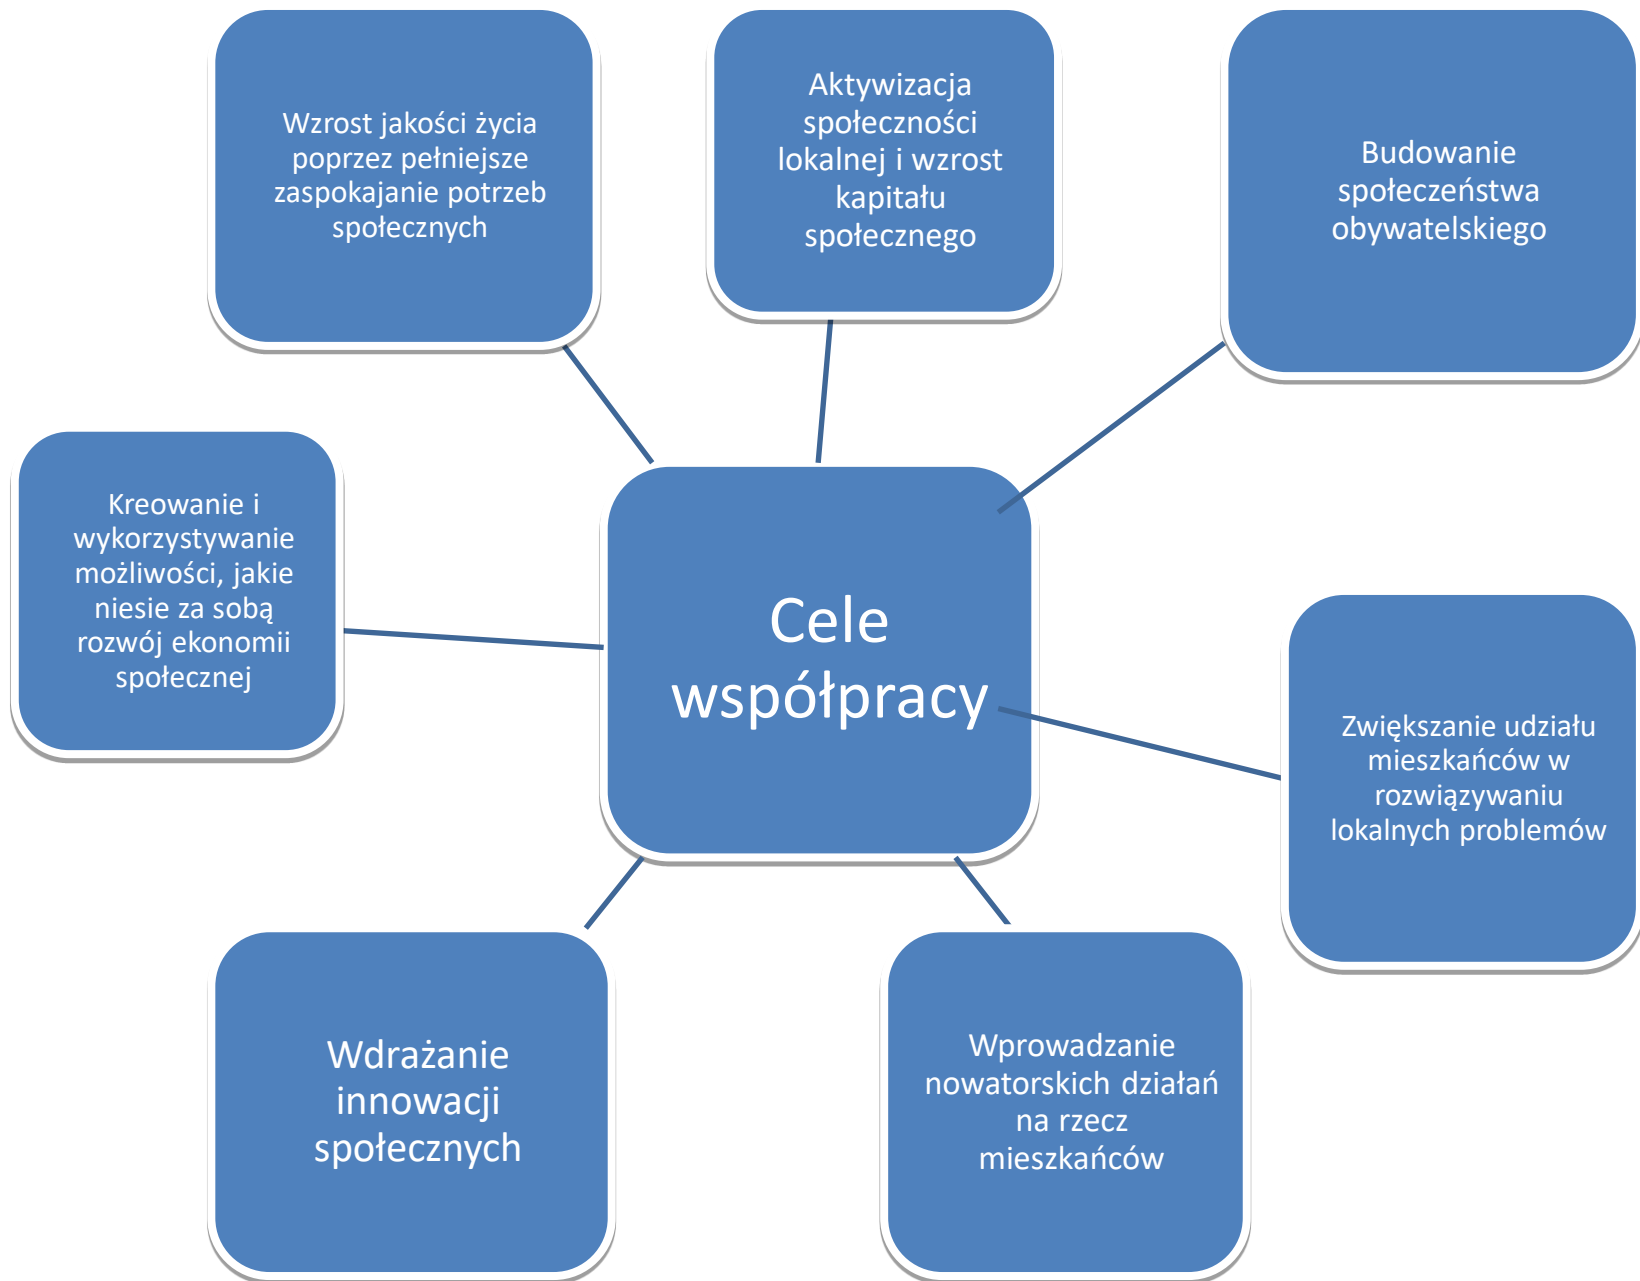 Wzrost jakości życia
poprzez pełniejsze
zaspokajanie potrzeb
społecznych
Aktywizacja
społeczności
lokalnej i wzrost
kapitału
społecznego
Budowanie
społeczeństwa
obywatelskiego
Kreowanie i
wykorzystywanie
możliwości, jakie
niesie za sobą
rozwój ekonomii
społecznej
Cele
współpracy
Zwiększanie udziału
mieszkańców w
rozwiązywaniu
lokalnych problemów
Wdrażanie
innowacji
społecznych
Wprowadzanie
nowatorskich działań
na rzecz
mieszkańców